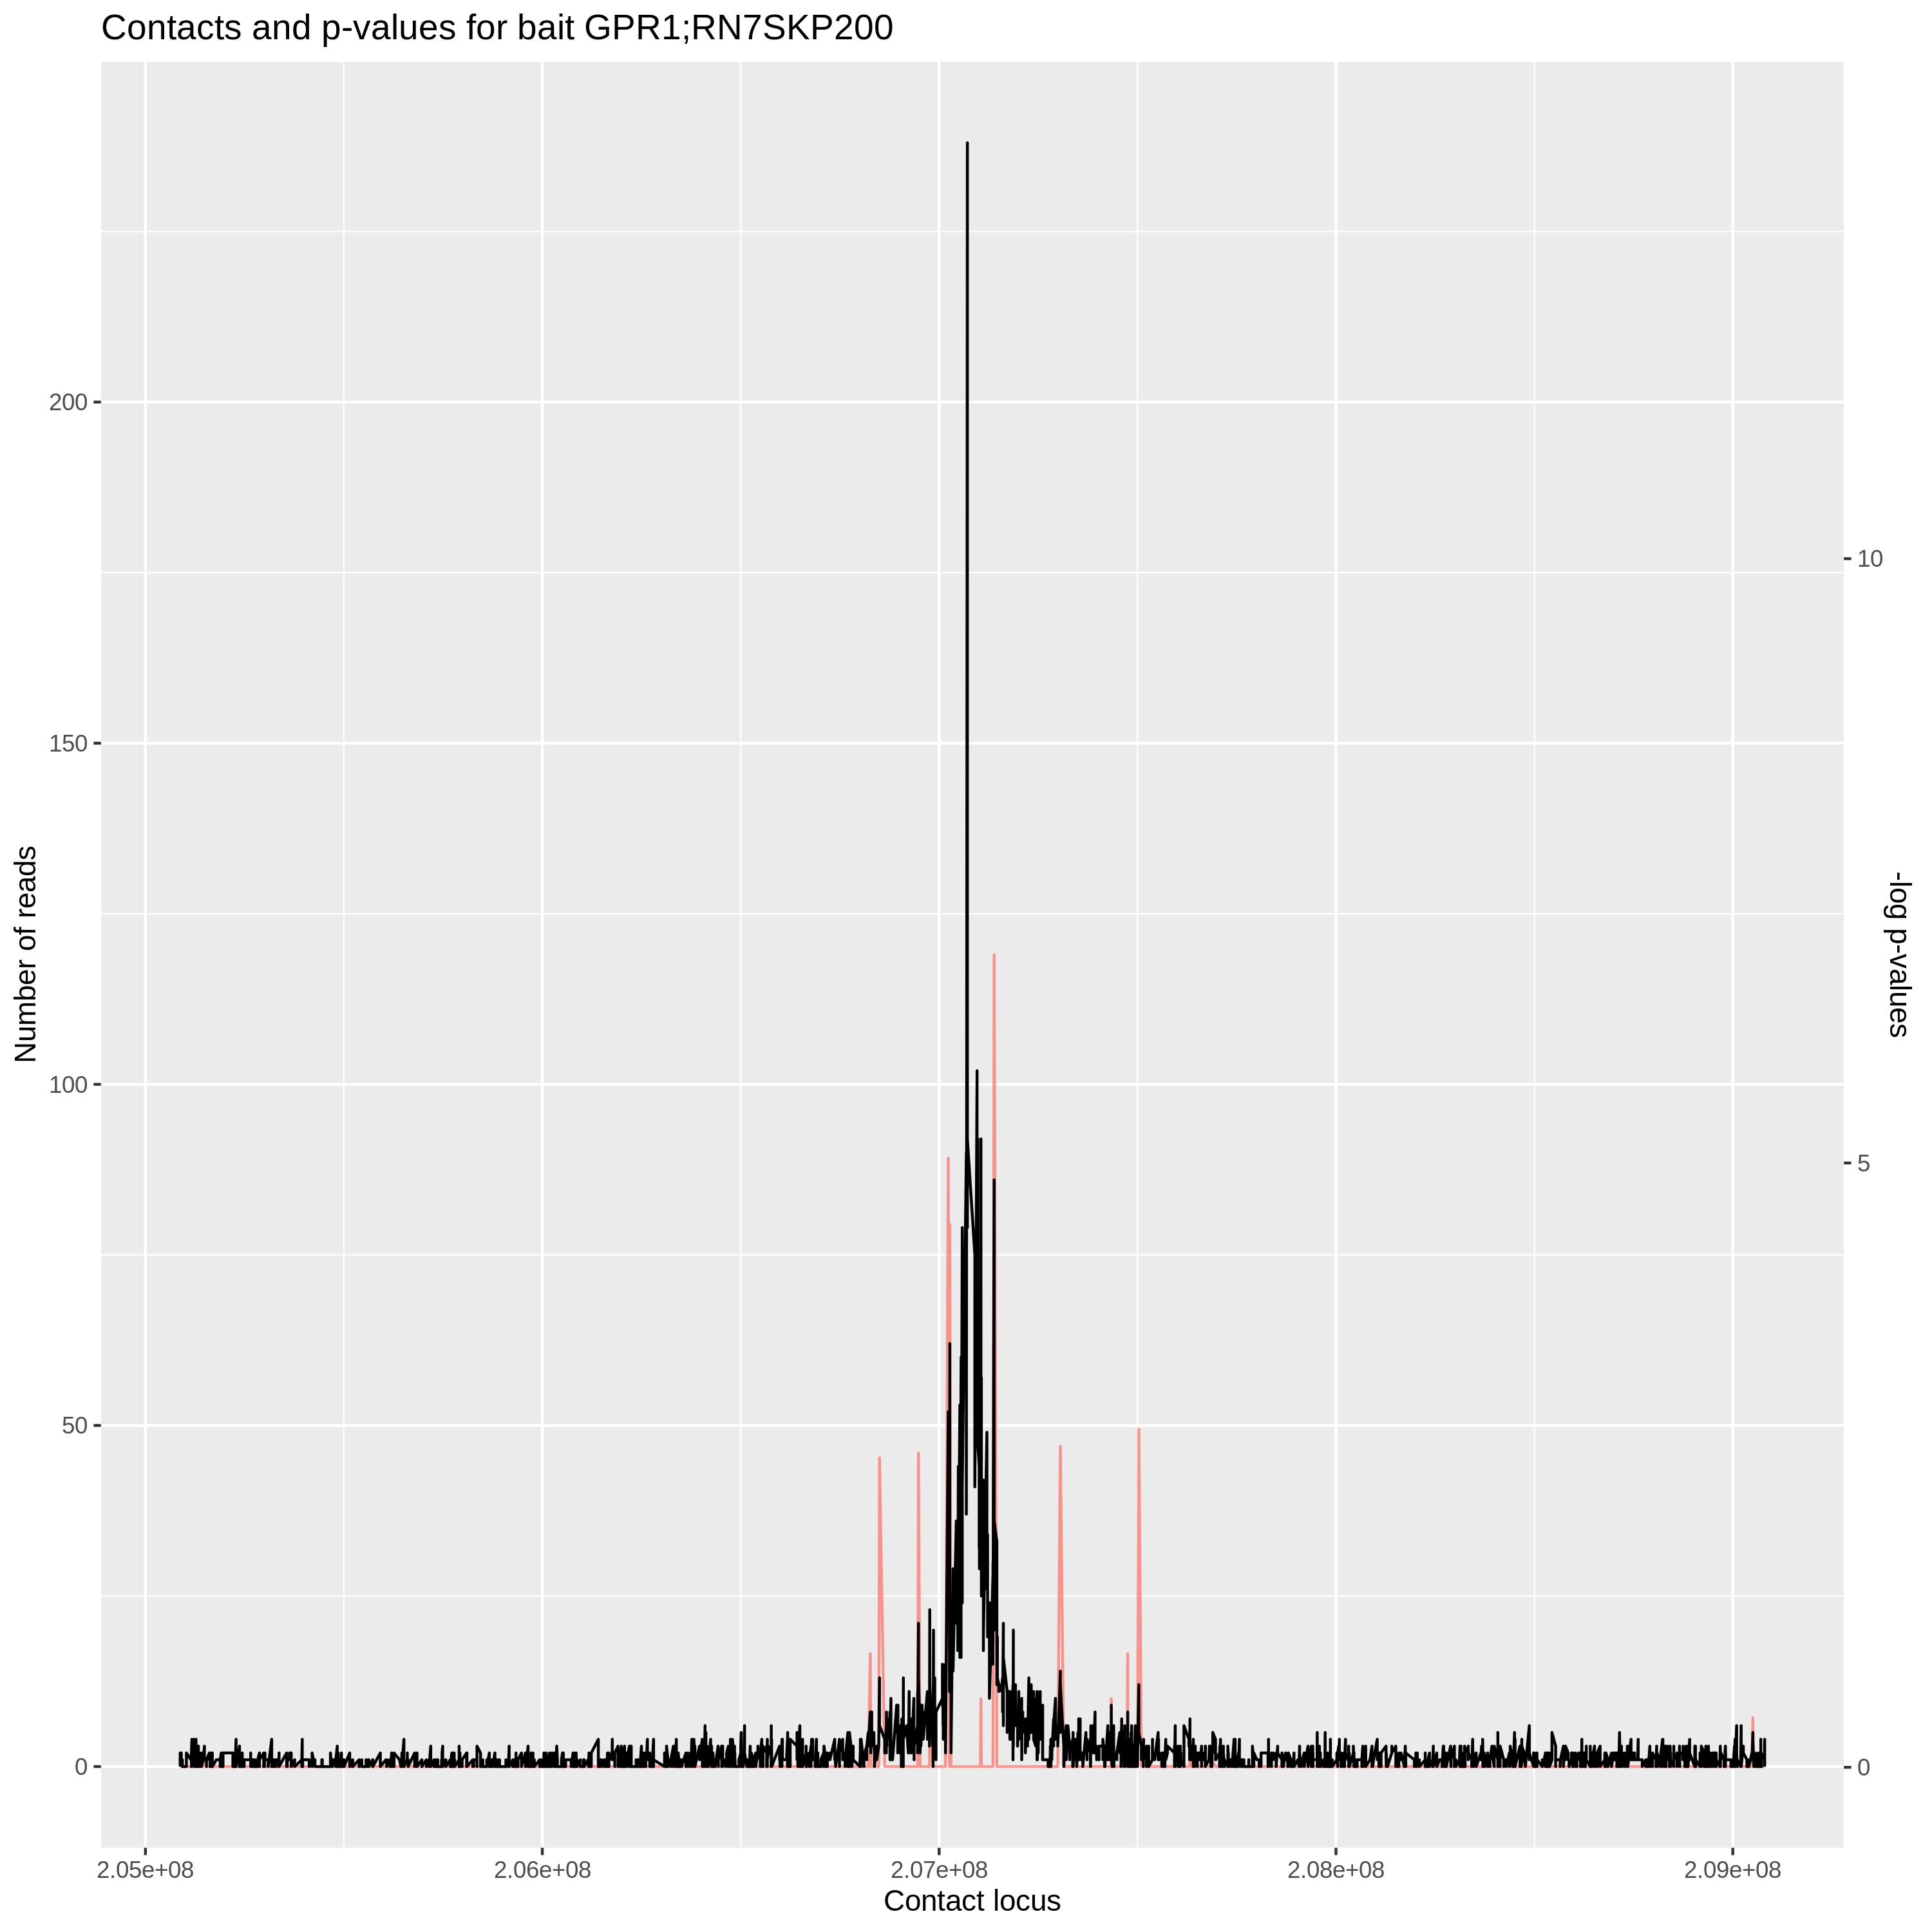 Contacts and p-values for bait GPR1;RN7SKP200
Number of reads
200
150
100
50
0
10
5
0
-log p-values
2.05e+08
2.06e+08
2.07e+08
2.08e+08
2.09e+08
Contact locus